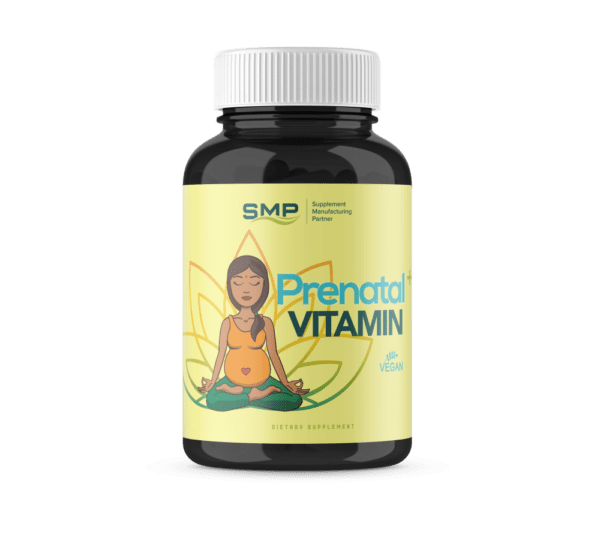 SMP
Supplement
Manufacturing
Partner
Prenatal+
VITAMIN
VEGAN
DIETARY SUPPLEMENT